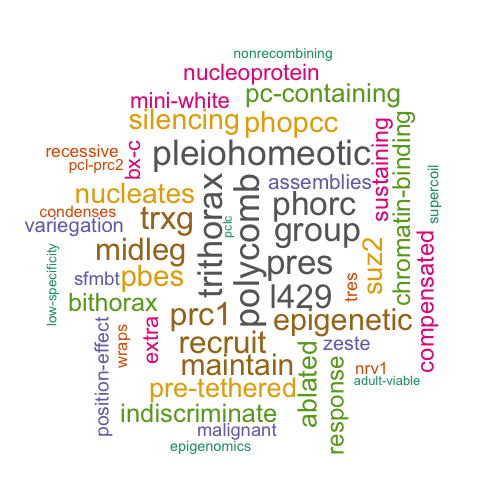 nonrecombining
nucleoprotein
mini-white
pc-containing
silencing
phopcc
recessive
pcl-prc2
bx-c
pleiohomeotic
sustaining
chromatin-binding
supercoil
nucleates
assemblies
condenses
variegation
trxg
trithorax
pclc
polycomb
phorc
group
midleg
pres
suz2
low-specificity
sfmbt
pbes
l429
tres
compensated
bithorax
prc1
epigenetic
position-effect
wraps
extra
recruit
zeste
maintain
nrv1
adult-viable
pre-tethered
ablated
response
indiscriminate
malignant
epigenomics